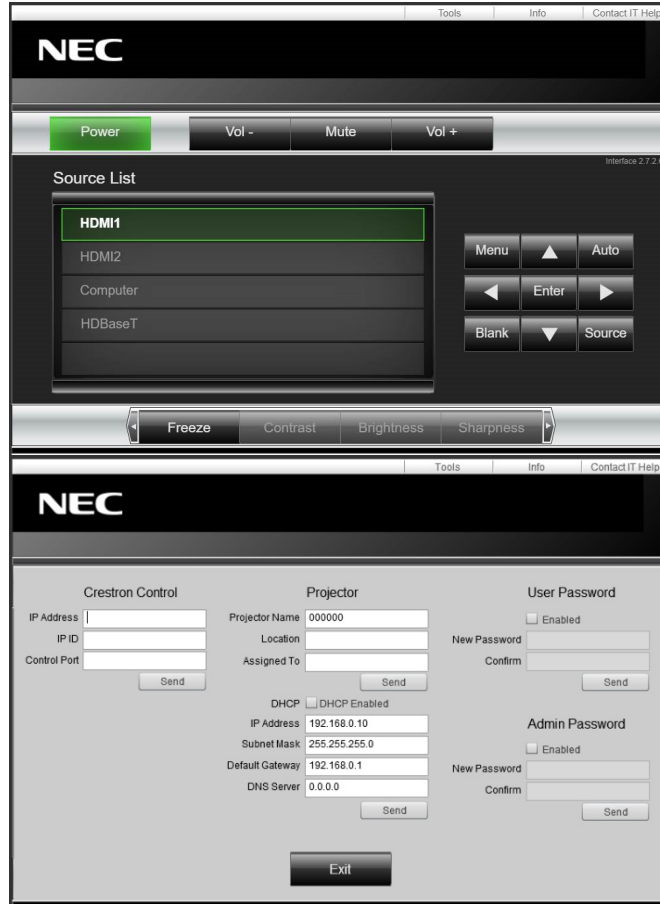 Tools Info Contact IT Help
NEC
Power Vol - Mute Vol +
Interface 2.7.2.
Source List
HDMI1
HDMI2
Computer
HDBaseT
Menu Auto
Enter
Blank Source
Freeze Contrast Brightness Sharpness
Tools Info Contact IT Help
NEC
Crestron Control Projector User Password
IP Address Projector Name 000000 Enabled
IP ID Location New Password
Control Port Assigned To Confirm
Send Send Send
DHCP DHCP Enabled
IP Address 192.168.0.10 Admin Password
Subnet Mask 255.255.255.0 Enabled
Default Gateway 192.168.0.1 New Password
DNS Server 0.0.0.0 Confirm
Send Send
Exit